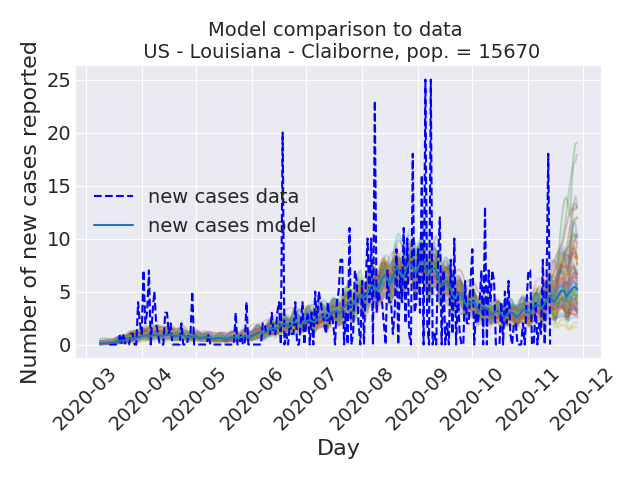 Model comparison to data
US - Louisiana - Claiborne, pop. = 15670
Number of new cases reported
25
20
15
10
5
0
new cases data
new cases model
2020-03
2020-04
2020-05
2020-06
2020-07
2020-08
2020-09
2020-10
2020-11
2020-12
Day